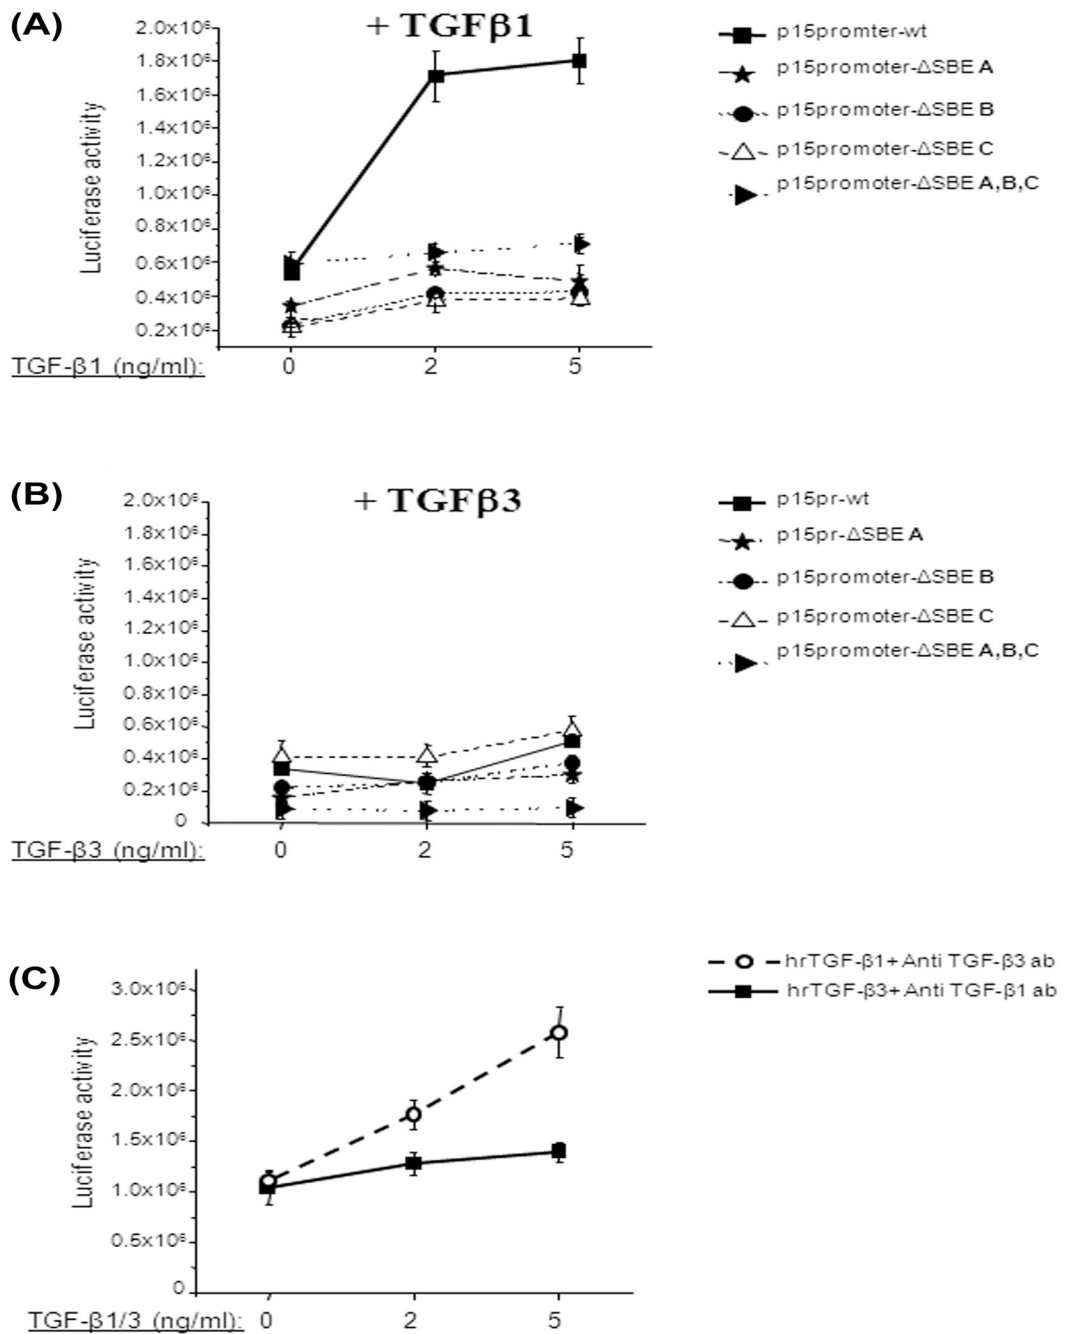 (A)
+ TGFβ1
Luciferase activity
2.0x10⁶
1.8x10⁶
1.6x10⁶
1.4x10⁶
1.2x10⁶
1.0x10⁶
0.8x10⁶
0.6x10⁶
0.4x10⁶
0.2x10⁶
TGF-β1 (ng/ml): 0 2 5
p15promter-wt
p15promoter-ΔSBE A
p15promoter-ΔSBE B
p15promoter-ΔSBE C
p15promoter-ΔSBE A,B,C
(B)
+ TGFβ3
Luciferase activity
2.0x10⁶
1.8x10⁶
1.6x10⁶
1.4x10⁶
1.2x10⁶
1.0x10⁶
0.8x10⁶
0.6x10⁶
0.4x10⁶
0.2x10⁶
0
TGF-β3 (ng/ml): 0 2 5
p15pr-wt
p15pr-ΔSBE A
p15promoter-ΔSBE B
p15promoter-ΔSBE C
p15promoter-ΔSBE A,B,C
(C)
Luciferase activity
3.0x10⁶
2.5x10⁶
2.0x10⁶
1.5x10⁶
1.0x10⁶
0.5x10⁶
0
TGF-β1/3 (ng/ml): 0 2 5
hrTGF-β1+Anti TGF-β3 ab
hrTGF-β3+Anti TGF-β1 ab